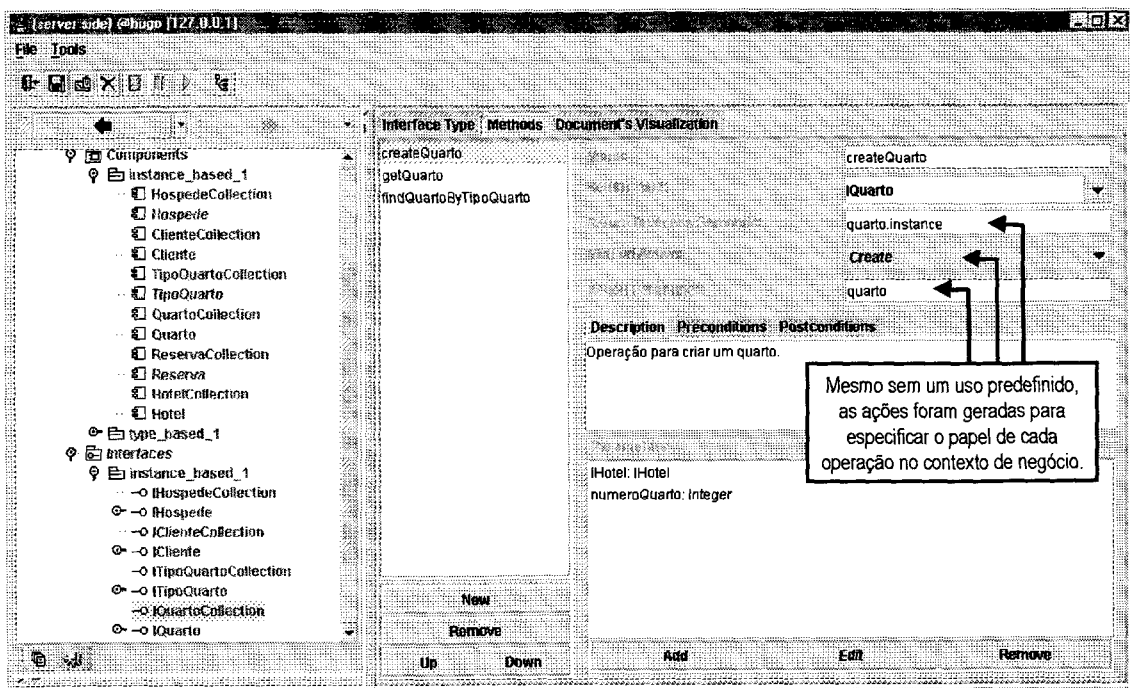 (server side) @hugo [127.0.0.1]
File Tools
Interface Type Methods Document's Visualization
Components
instance_based_1
HospedeCollection
Hospede
ClienteCollection
Cliente
TipoQuartoCollection
TipoQuarto
QuartoCollection
Quarto
ReservaCollection
Reserva
HotelCollection
Hotel
type_based_1
Interfaces
instance_based_1
IHospedeCollection
IHospede
IClienteCollection
ICliente
ITipoQuartoCollection
ITipoQuarto
IQuartoCollection
IQuarto
createQuarto
getQuarto
findQuartoByTipoQuarto
New
Remove
Up Down
createQuarto
IQuarto
quarto.instance
Create
quarto
Description Preconditions Postconditions
Operação para criar um quarto.
Mesmo sem um uso predefinido,
as ações foram geradas para
especificar o papel de cada
operação no contexto de negócio.
IHotel: IHotel
numeroQuarto: Integer
Add Edit Remove